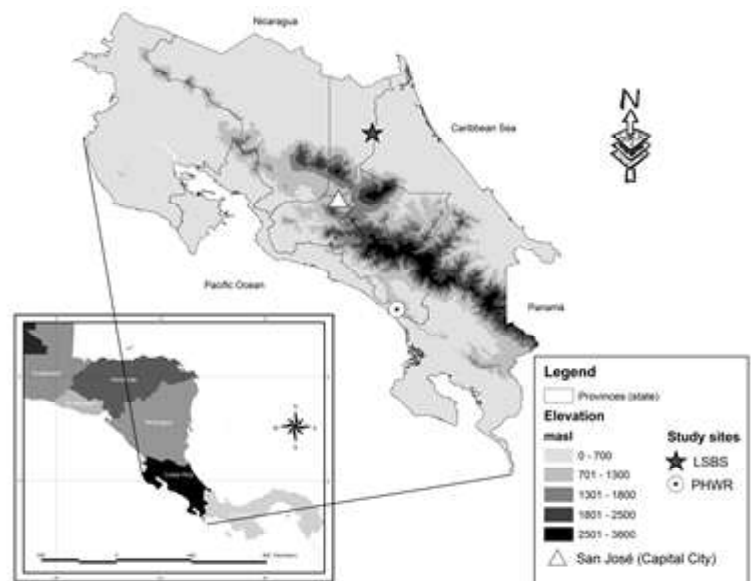 Nicaragua
N
Caribbean Sea
Pacific Ocean
Panamá
Legend
Provinces (state)
Elevation
masl
0 - 700
701 - 1300
1301 - 1800
1801 - 2500
2501 - 3600
Study sites
LSBS
PHWR
San José (Capital City)